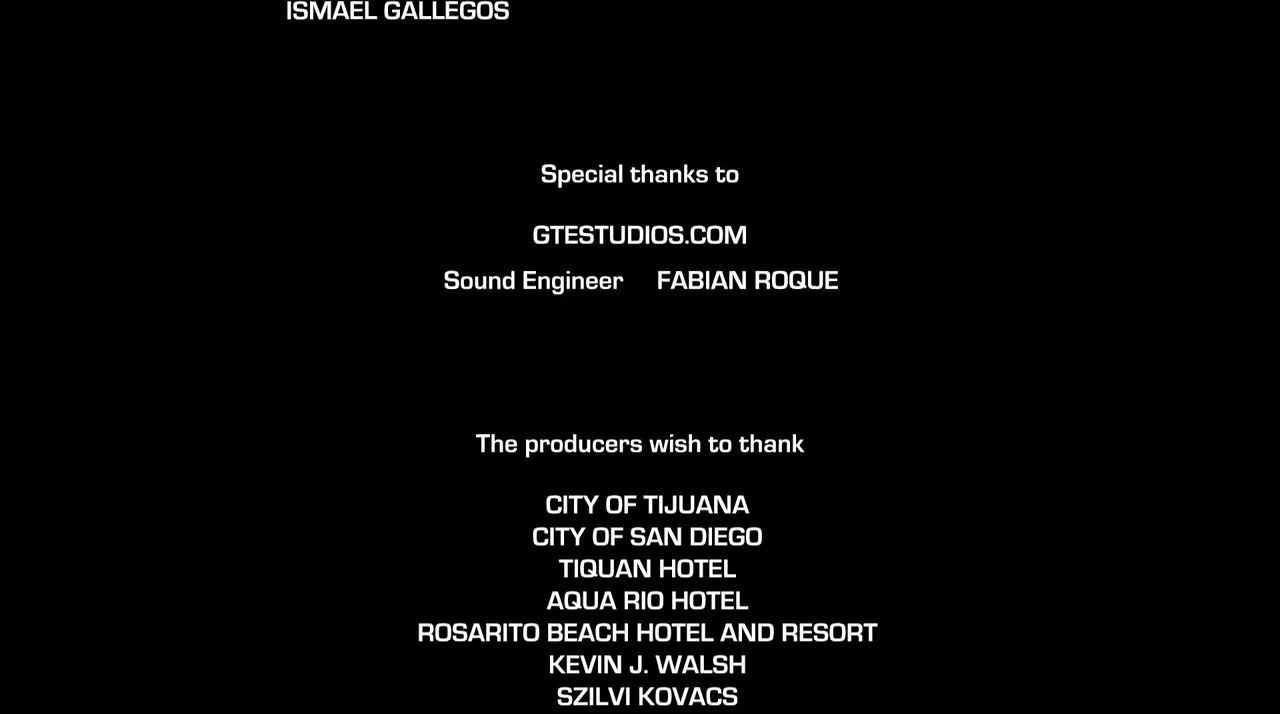 ISMAEL GALLEGOS
Special thanks to
GTESTUDIOS.COM
Sound Engineer FABIAN ROQUE
The producers wish to thank
CITY OF TIJUANA
CITY OF SAN DIEGO
TIQUAN HOTEL
AQUA RIO HOTEL
ROSARITO BEACH HOTEL AND RESORT
KEVIN J. WALSH
SZILVI KOVACS